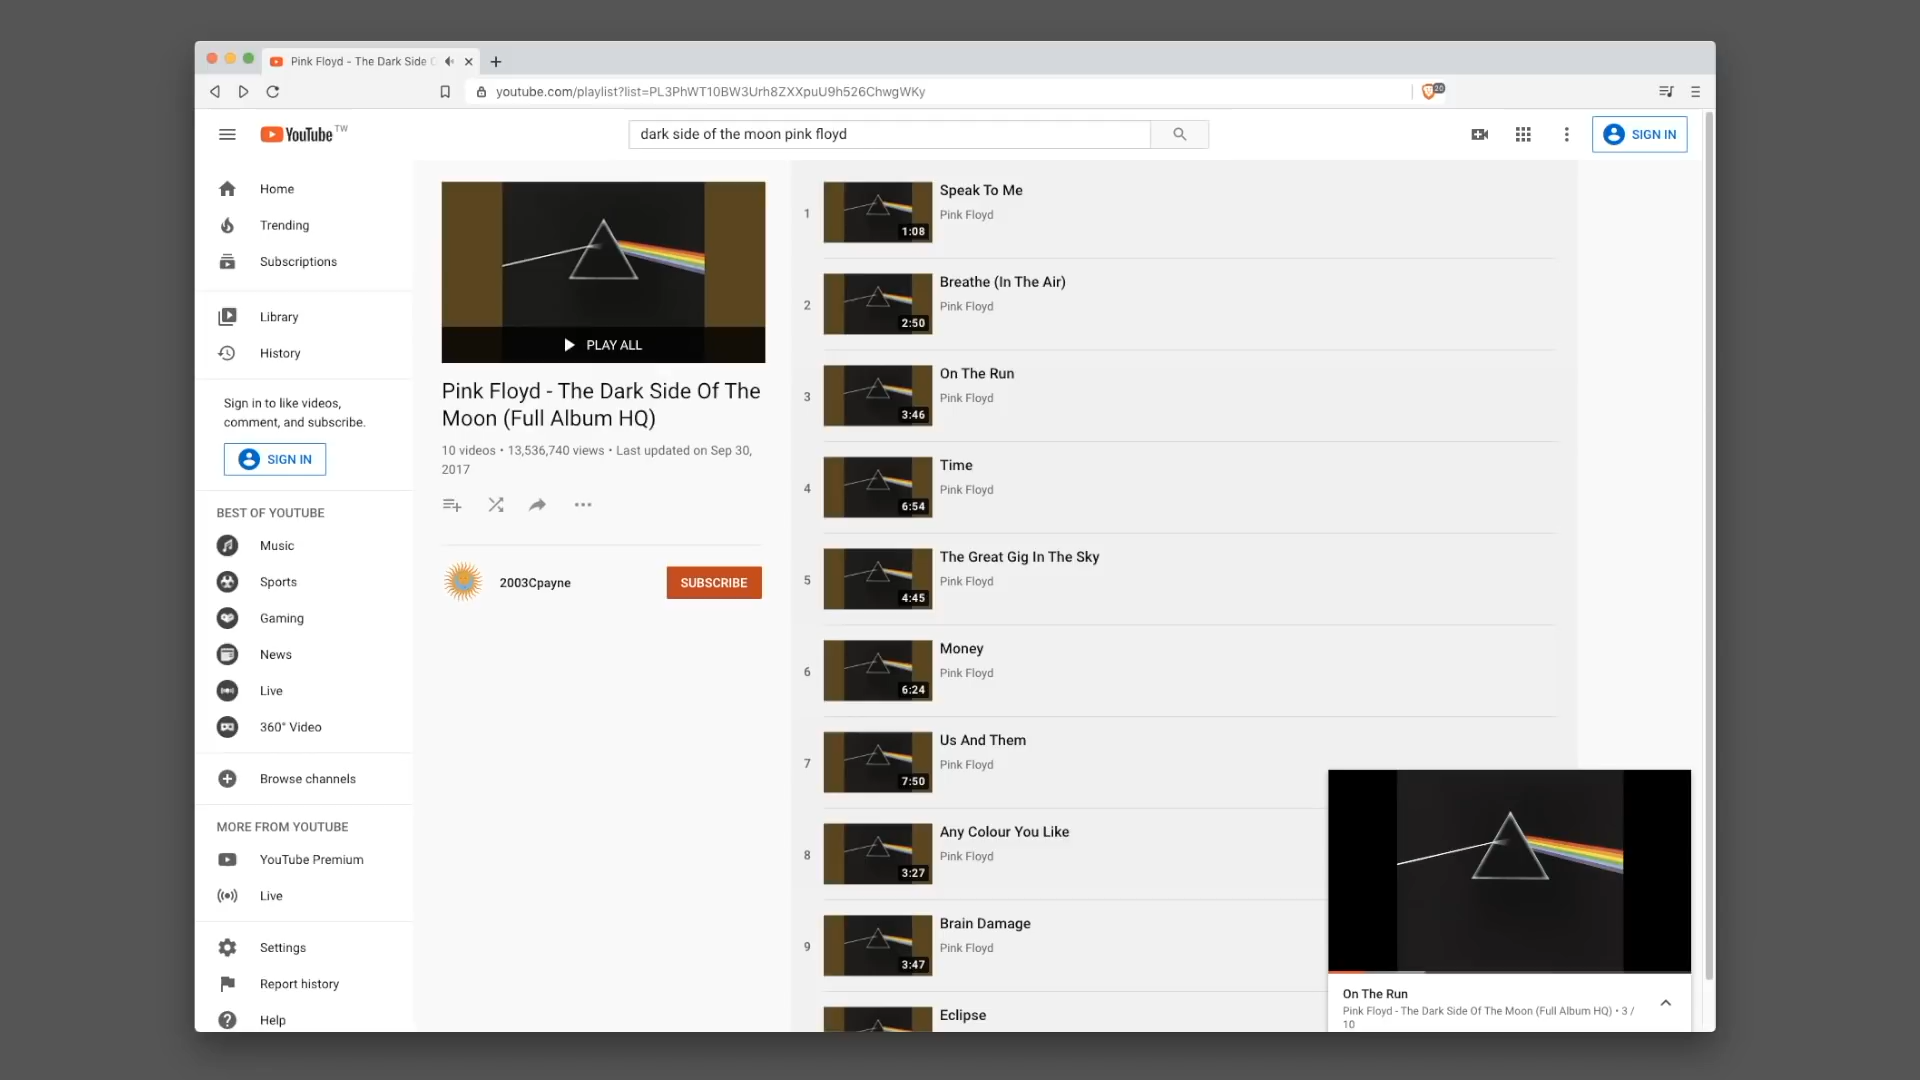 Pink Floyd - The Dark Side O
youtube.com/playlist?list=PL3PhWT10BW3Urh8ZXXpuU9h526ChwgWKy
20
YouTube TW
dark side of the moon pink floyd
SIGN IN
Home
Trending
Subscriptions
Library
History
Sign in to like videos,
comment, and subscribe.
SIGN IN
BEST OF YOUTUBE
Music
Sports
Gaming
News
Live
360° Video
Browse channels
MORE FROM YOUTUBE
YouTube Premium
Live
Settings
Report history
Help
PLAY ALL
Pink Floyd - The Dark Side Of The
Moon (Full Album HQ)
10 videos • 13,536,740 views • Last updated on Sep 30,
2017
2003Cpayne
SUBSCRIBE
1
1:08
Speak To Me
Pink Floyd
2
2:50
Breathe (In The Air)
Pink Floyd
3
3:46
On The Run
Pink Floyd
4
6:54
Time
Pink Floyd
5
4:45
The Great Gig In The Sky
Pink Floyd
6
6:24
Money
Pink Floyd
7
7:50
Us And Them
Pink Floyd
8
3:27
Any Colour You Like
Pink Floyd
9
3:47
Brain Damage
Pink Floyd
Eclipse
On The Run
Pink Floyd - The Dark Side Of The Moon (Full Album HQ) • 3 /
10